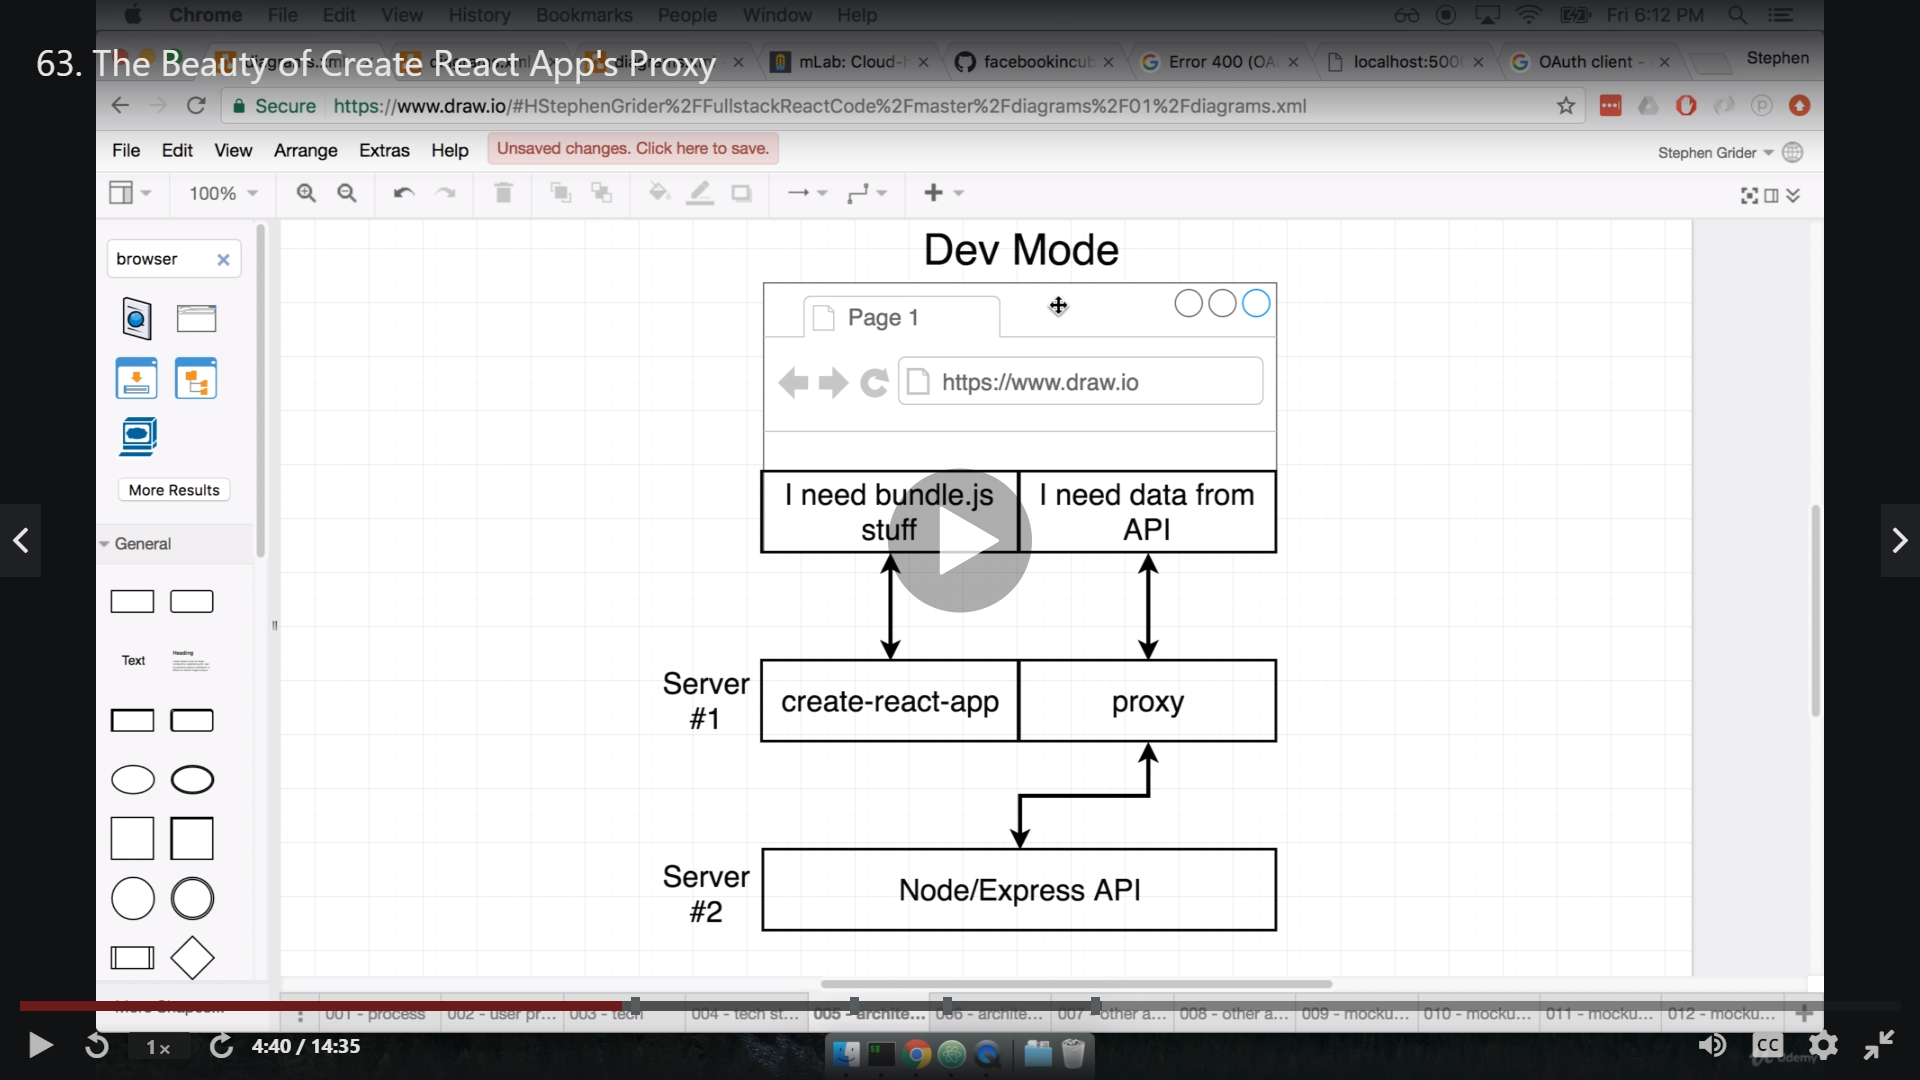 Chrome File Edit View History Bookmarks People Window Help Fri 6:12 PM
63. The Beauty of Create React App's Proxy
mLab: Cloud-H facebookincub Error 400 (OA localhost:500 OAuth client - Stephen
Secure https://www.draw.io/#HStephenGrider%2FFullstackReactCode%2Fmaster%2Fdiagrams%2F01%2Fdiagrams.xml
File Edit View Arrange Extras Help Unsaved changes. Click here to save. Stephen Grider
100%
browser
More Results
General
Text
Heading
Dev Mode
Page 1
https://www.draw.io
I need bundle.js
stuff
I need data from
API
Server
#1
create-react-app
proxy
Server
#2
Node/Express API
More Shapes...
001 - process 002 - user pr... 003 - tech 004 - tech st... 005 - archite... 006 - archite... 007 - other a... 008 - other a... 009 - mocku... 010 - mocku... 011 - mocku... 012 - mocku...
1x 4:40 / 14:35 CC
Udemy